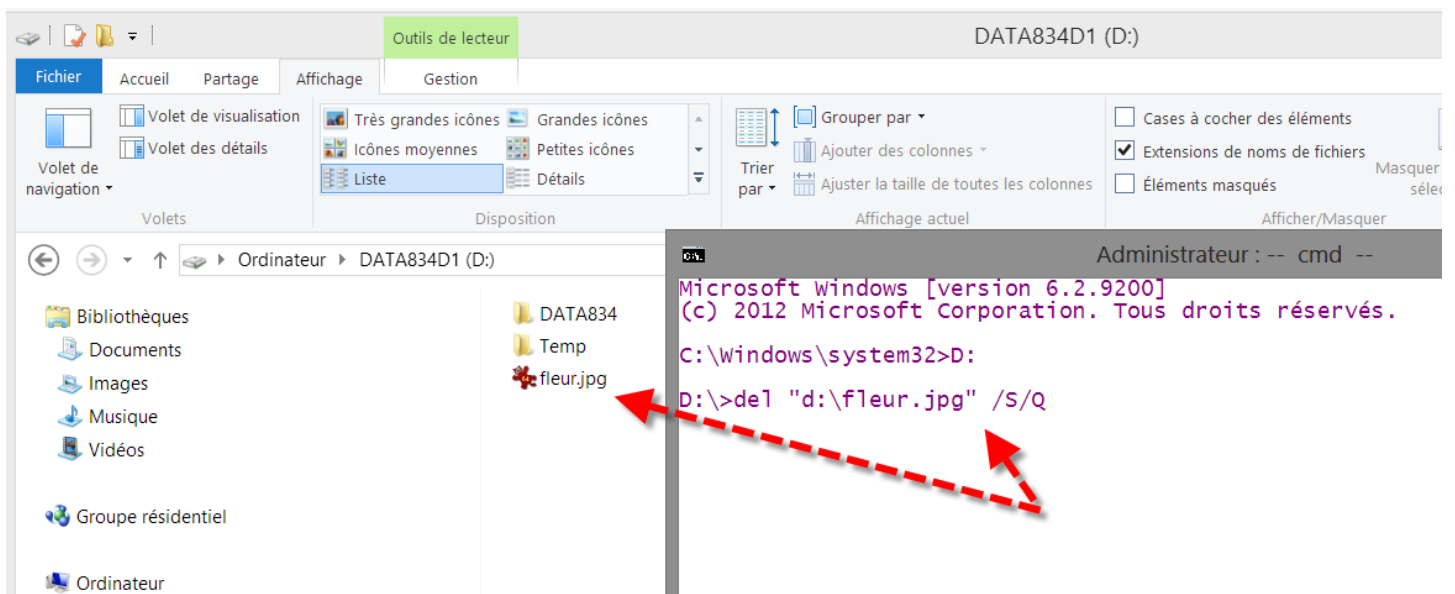 Outils de lecteur
DATA834D1 (D:)
Fichier Accueil Partage Affichage Gestion
Volet de visualisation
Volet des détails
Volet de
navigation
Très grandes icônes Grandes icônes
Icônes moyennes Petites icônes
Liste Détails
Trier
par
Grouper par
Ajouter des colonnes
Ajuster la taille de toutes les colonnes
Cases à cocher des éléments
Extensions de noms de fichiers
Éléments masqués
Masquer
séle
Volets Disposition Affichage actuel Afficher/Masquer
Ordinateur DATA834D1 (D:)
Bibliothèques
Documents
Images
Musique
Vidéos
Groupe résidentiel
Ordinateur
DATA834
Temp
fleur.jpg
C:\.
Administrateur : -- cmd --
Microsoft Windows [version 6.2.9200]
(c) 2012 Microsoft Corporation. Tous droits réservés.
C:\Windows\system32>D:
D:\>del "d:\fleur.jpg" /S/Q